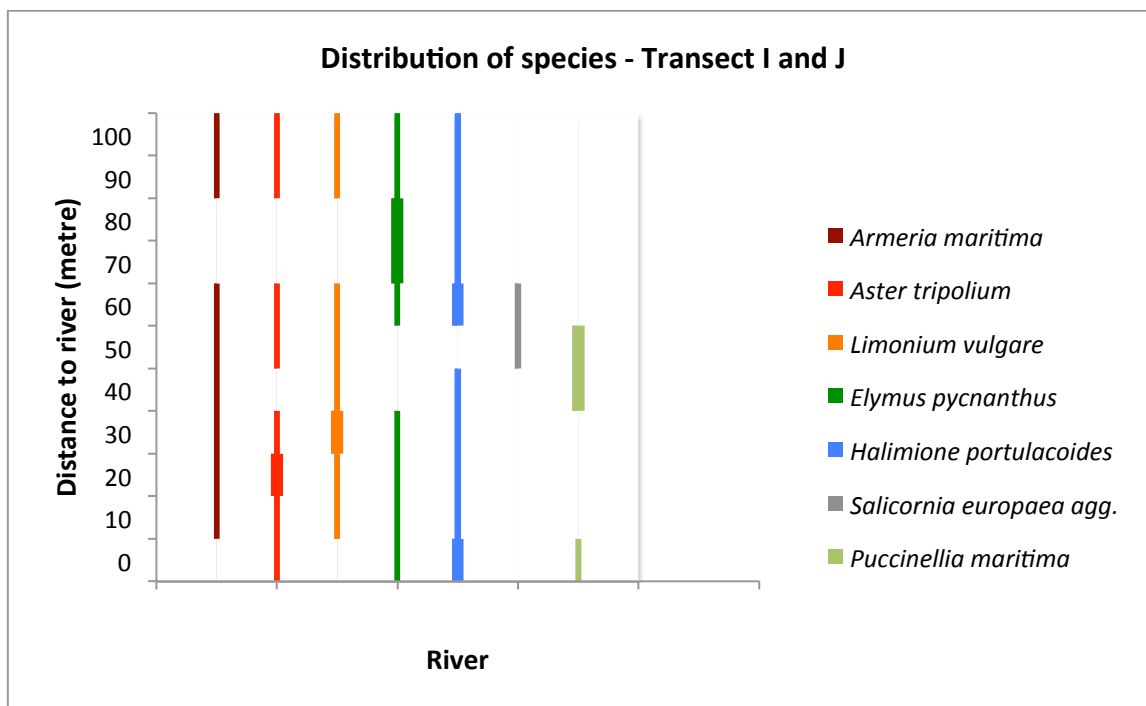 Distribution of species - Transect I and J
Distance to river (metre)
100
90
80
70
60
50
40
30
20
10
0
River
Armeria maritima
Aster tripolium
Limonium vulgare
Elymus pycnanthus
Halimione portulacoides
Salicornia europaea agg.
Puccinellia maritima